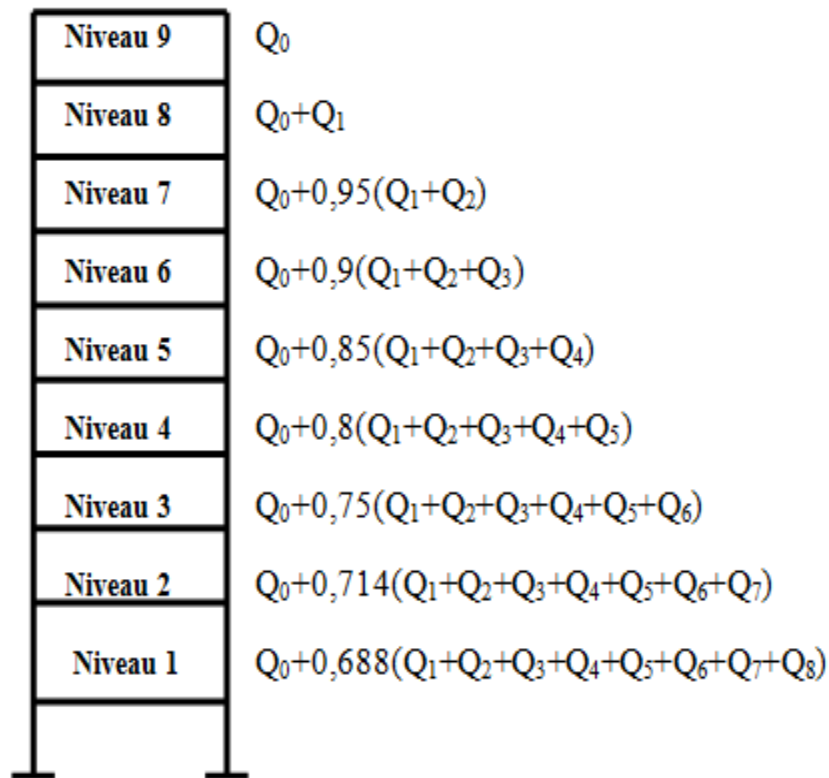 Niveau 9 Q₀
Niveau 8 Q₀+Q₁
Niveau 7 Q₀+0,95(Q₁+Q₂)
Niveau 6 Q₀+0,9(Q₁+Q₂+Q₃)
Niveau 5 Q₀+0,85(Q₁+Q₂+Q₃+Q₄)
Niveau 4 Q₀+0,8(Q₁+Q₂+Q₃+Q₄+Q₅)
Niveau 3 Q₀+0,75(Q₁+Q₂+Q₃+Q₄+Q₅+Q₆)
Niveau 2 Q₀+0,714(Q₁+Q₂+Q₃+Q₄+Q₅+Q₆+Q₇)
Niveau 1 Q₀+0,688(Q₁+Q₂+Q₃+Q₄+Q₅+Q₆+Q₇+Q₈)